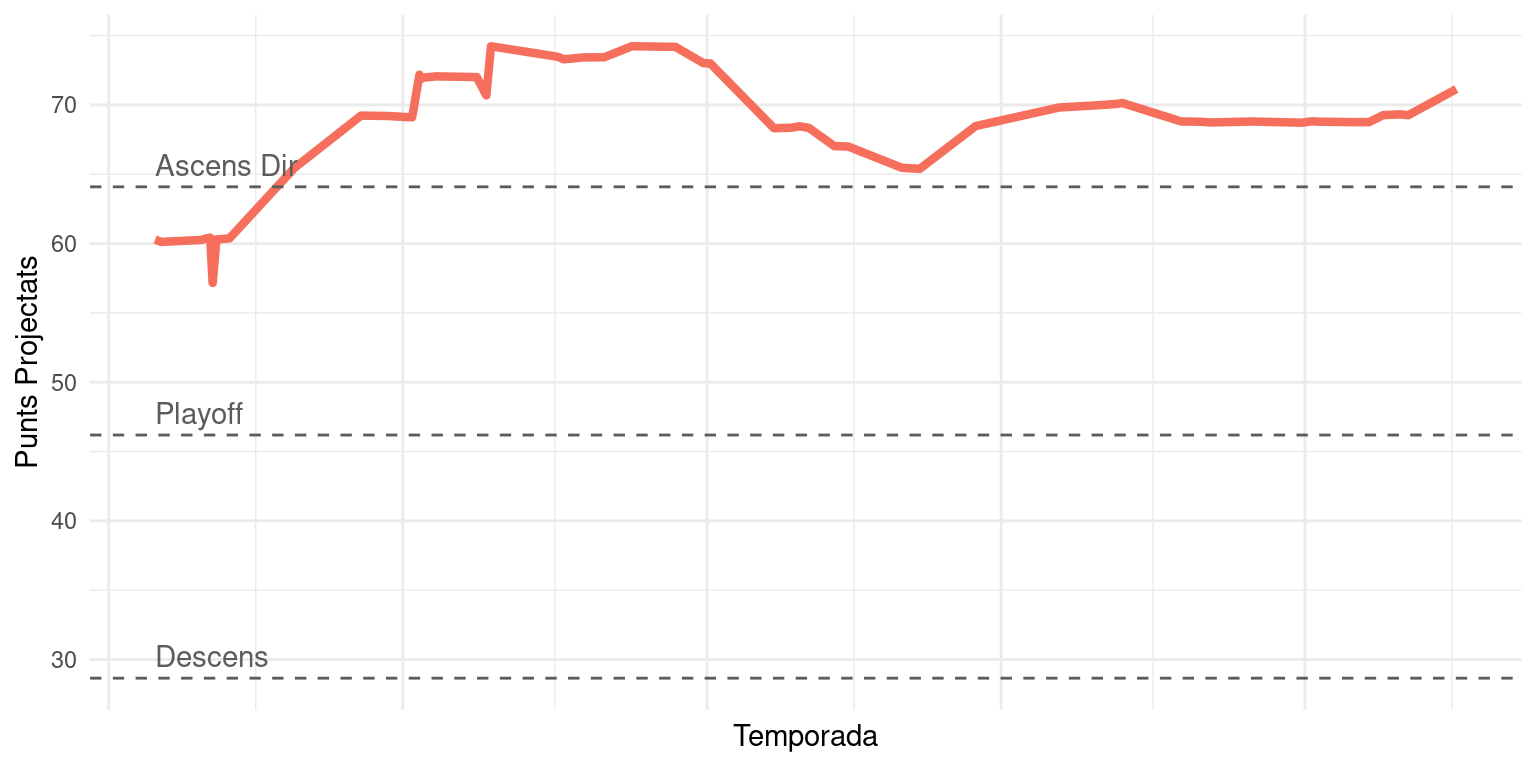 Punts Projectats
70
Ascens Dir
60
50
Playoff
40
Descens
30
Temporada